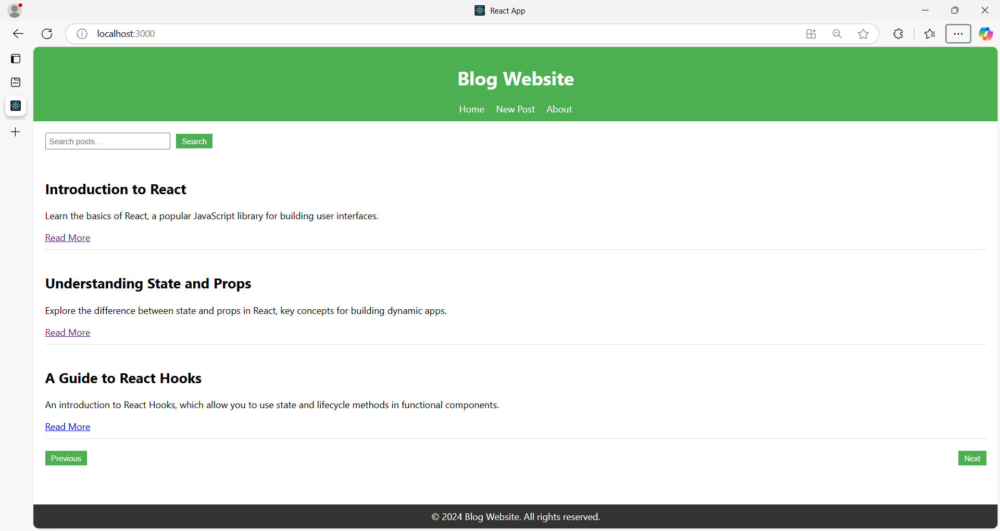 React App
localhost:3000
Blog Website
Home New Post About
Search posts... Search
Introduction to React
Learn the basics of React, a popular JavaScript library for building user interfaces.
Read More
Understanding State and Props
Explore the difference between state and props in React, key concepts for building dynamic apps.
Read More
A Guide to React Hooks
An introduction to React Hooks, which allow you to use state and lifecycle methods in functional components.
Read More
Previous Next
© 2024 Blog Website. All rights reserved.